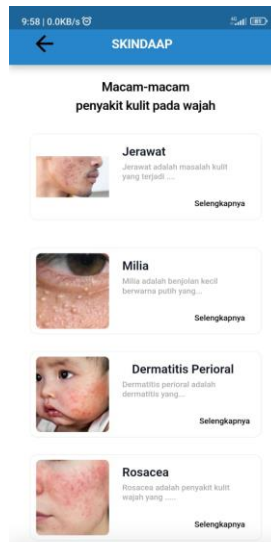 9:58 | 0.0KB/s
SKINDAAP
Macam-macam
penyakit kulit pada wajah
Jerawat
Jerawat adalah masalah kulit
yang terjadi ....
Selengkapnya
Milia
Milia adalah benjolan kecil
berwarna putih yang...
Selengkapnya
Dermatitis Perioral
Dermatitis perioral adalah
dermatitis yang...
Selengkapnya
Rosacea
Rosacea adalah penyakit kulit
wajah yang .....
Selengkapnya